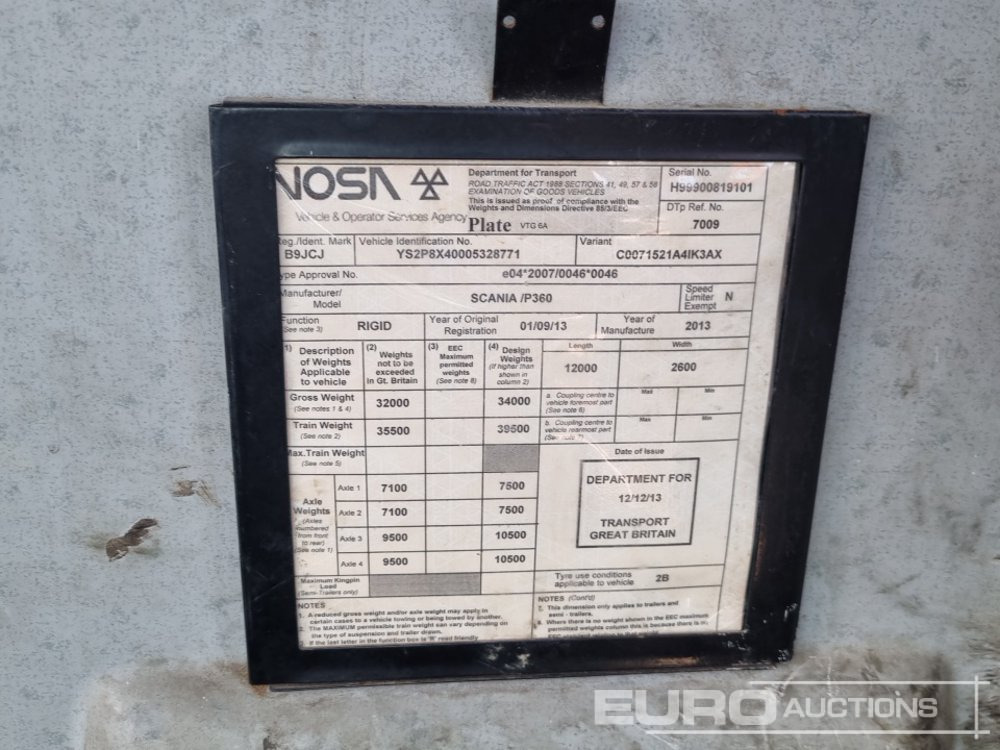 VOSA
Vehicle & Operator Services Agency
Department for Transport
ROAD TRAFFIC ACT 1988 SECTIONS 41, 49, 57 & 58
EXAMINATION OF GOODS VEHICLES
This is issued as proof of compliance with the
Weights and Dimensions Directive 85/3/EEC
Plate VTG 6A
Serial No.
H99900819101
DTp Ref. No.
7009
Reg./Ident. Mark
B9JCJ
Vehicle Identification No.
YS2P8X40005328771
Variant
C0071521A4IK3AX
Type Approval No. e04*2007/0046*0046
Manufacturer/
Model
SCANIA /P360
Speed
Limiter
Exempt
N
Function
(See note 3)
RIGID
Year of Original
Registration
01/09/13
Year of
Manufacture
2013
(1) Description
of Weights
Applicable
to vehicle
(2) Weights
not to be
exceeded
in Gt. Britain
(3) EEC
Maximum
permitted
weights
(See note 8)
(4) Design
Weights
(if higher than
shown in
column 2)
Length
12000
Width
2600
Gross Weight
(See notes 1 & 4)
32000
34000
a. Coupling centre to
vehicle foremost part
(See note 6)
Max
Min
Train Weight
(See note 2)
35500
39500
b. Coupling centre to
vehicle rearmost part
(See note 7)
Max
Min
Max.Train Weight
(See note 5)
Axle
Weights
(Axles
numbered
from front
to rear)
(See note 1)
Axle 1 7100 7500
Axle 2 7100 7500
Axle 3 9500 10500
Axle 4 9500 10500
Date of Issue
DEPARTMENT FOR
12/12/13
TRANSPORT
GREAT BRITAIN
Maximum Kingpin
Load
(Semi-Trailers only)
Tyre use conditions
applicable to vehicle
2B
NOTES
1. A reduced gross weight and/or axle weight may apply in
certain cases to a vehicle towing or being towed by another.
2. The MAXIMUM permissible train weight can vary depending on
the type of suspension and trailer drawn.
3. If the last letter in the function box is 'R' road friendly
NOTES (Cont'd)
7. This dimension only applies to trailers and
semi - trailers.
8. Where there is no weight shown in the EEC maximum
permitted weights column this is because there is
EURO AUCTIONS